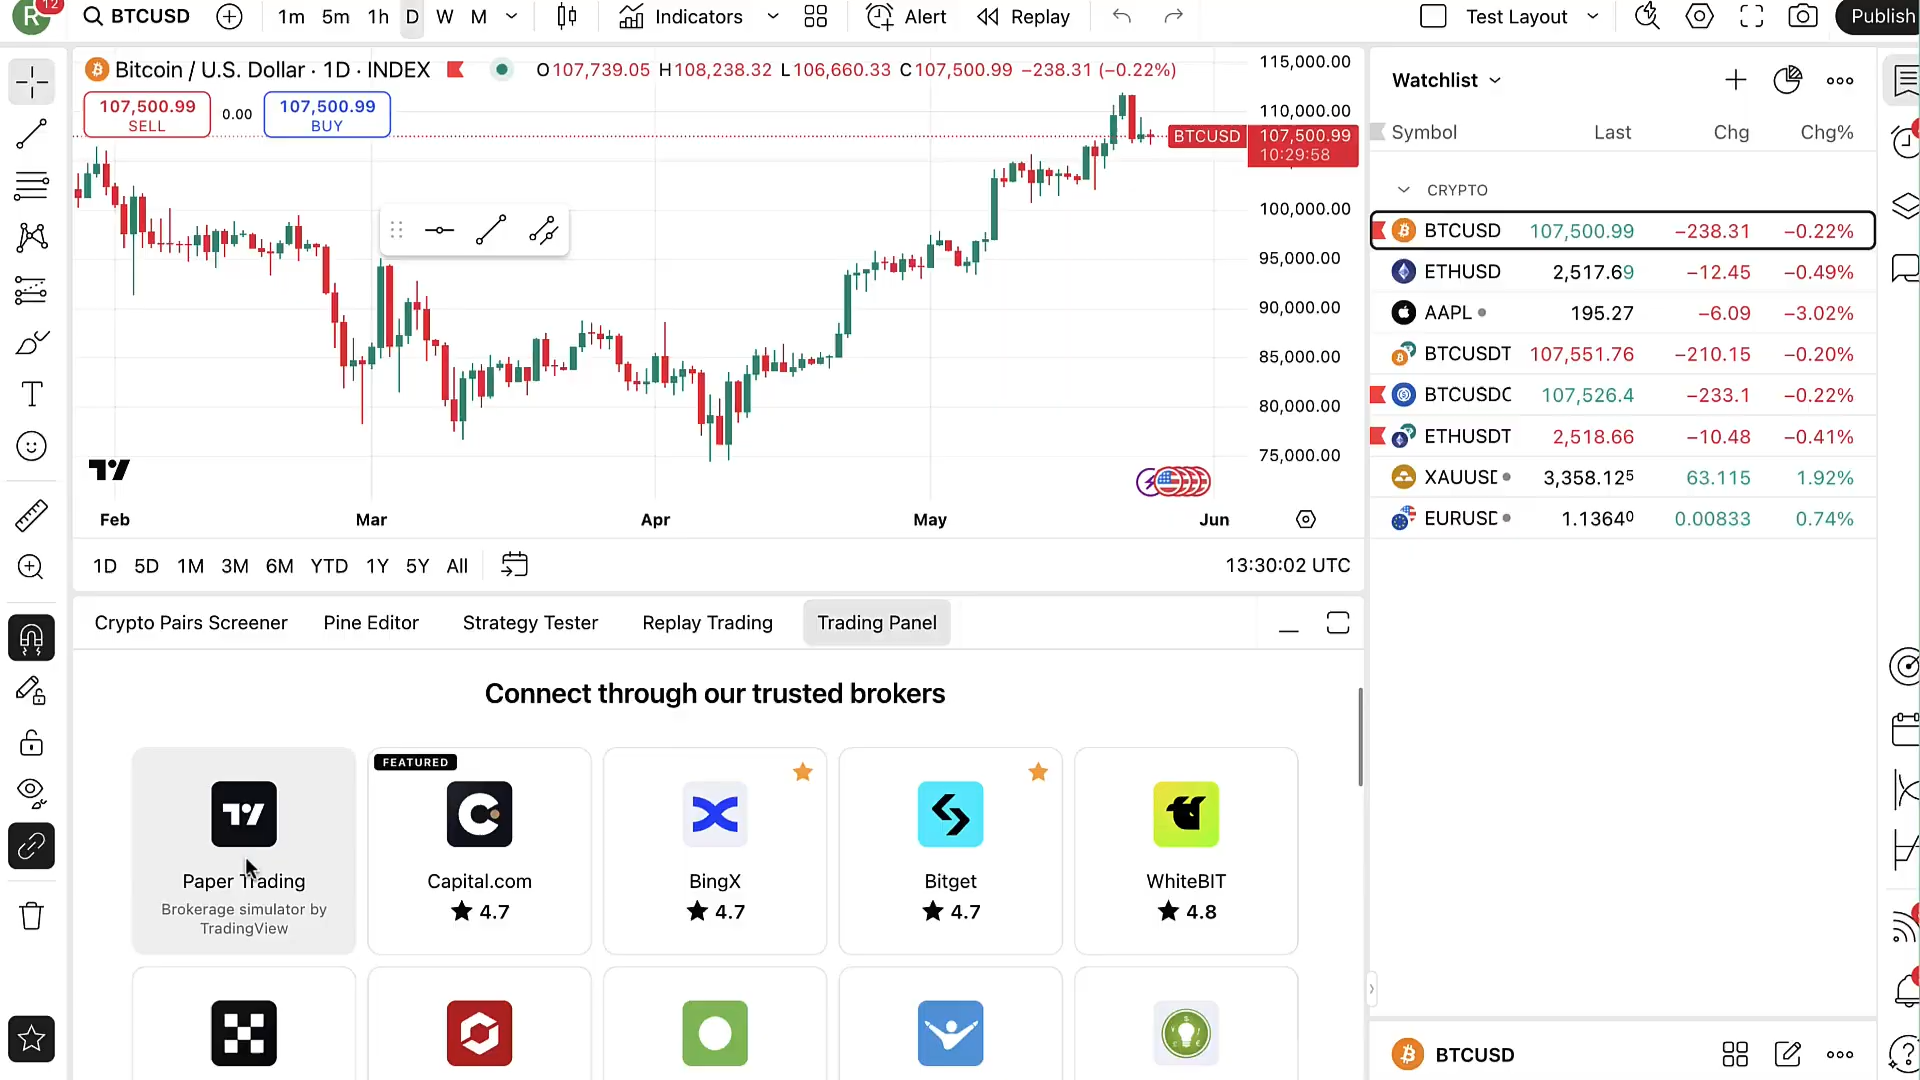 R
12
BTCUSD
1m 5m 1h D W M
Indicators
Alert
Replay
Test Layout
Publish
Bitcoin / U.S. Dollar · 1D · INDEX
O107,739.05 H108,238.32 L106,660.33 C107,500.99 −238.31 (−0.22%)
107,500.99
SELL
0.00
107,500.99
BUY
115,000.00
110,000.00
BTCUSD
107,500.99
10:29:58
100,000.00
95,000.00
90,000.00
85,000.00
80,000.00
75,000.00
Feb Mar Apr May Jun
1D 5D 1M 3M 6M YTD 1Y 5Y All
13:30:02 UTC
Crypto Pairs Screener Pine Editor Strategy Tester Replay Trading Trading Panel
Connect through our trusted brokers
Paper Trading
Brokerage simulator by
TradingView
FEATURED
Capital.com
4.7
BingX
4.7
Bitget
4.7
WhiteBIT
4.8
Watchlist
Symbol Last Chg Chg%
CRYPTO
BTCUSD 107,500.99 −238.31 −0.22%
ETHUSD 2,517.69 −12.45 −0.49%
AAPL 195.27 −6.09 −3.02%
BTCUSDT 107,551.76 −210.15 −0.20%
BTCUSDC 107,526.4 −233.1 −0.22%
ETHUSDT 2,518.66 −10.48 −0.41%
XAUUSD 3,358.125 63.115 1.92%
EURUSD 1.13640 0.00833 0.74%
BTCUSD